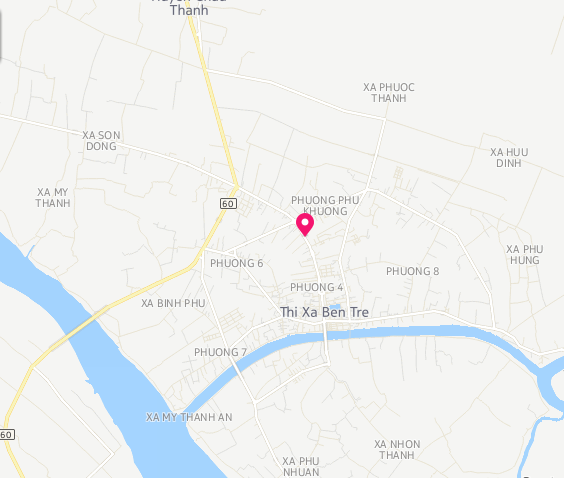 Thanh
XA PHUOC
THANH
XA SON
DONG
XA HUU
DINH
XA MY
THANH
60
PHUONG PHU
KHUONG
XA PHU
HUNG
PHUONG 6
PHUONG 8
PHUONG 4
XA BINH PHU
Thi Xa Ben Tre
PHUONG 7
XA MY THANH AN
60
XA NHON
THANH
XA PHU
NHUAN